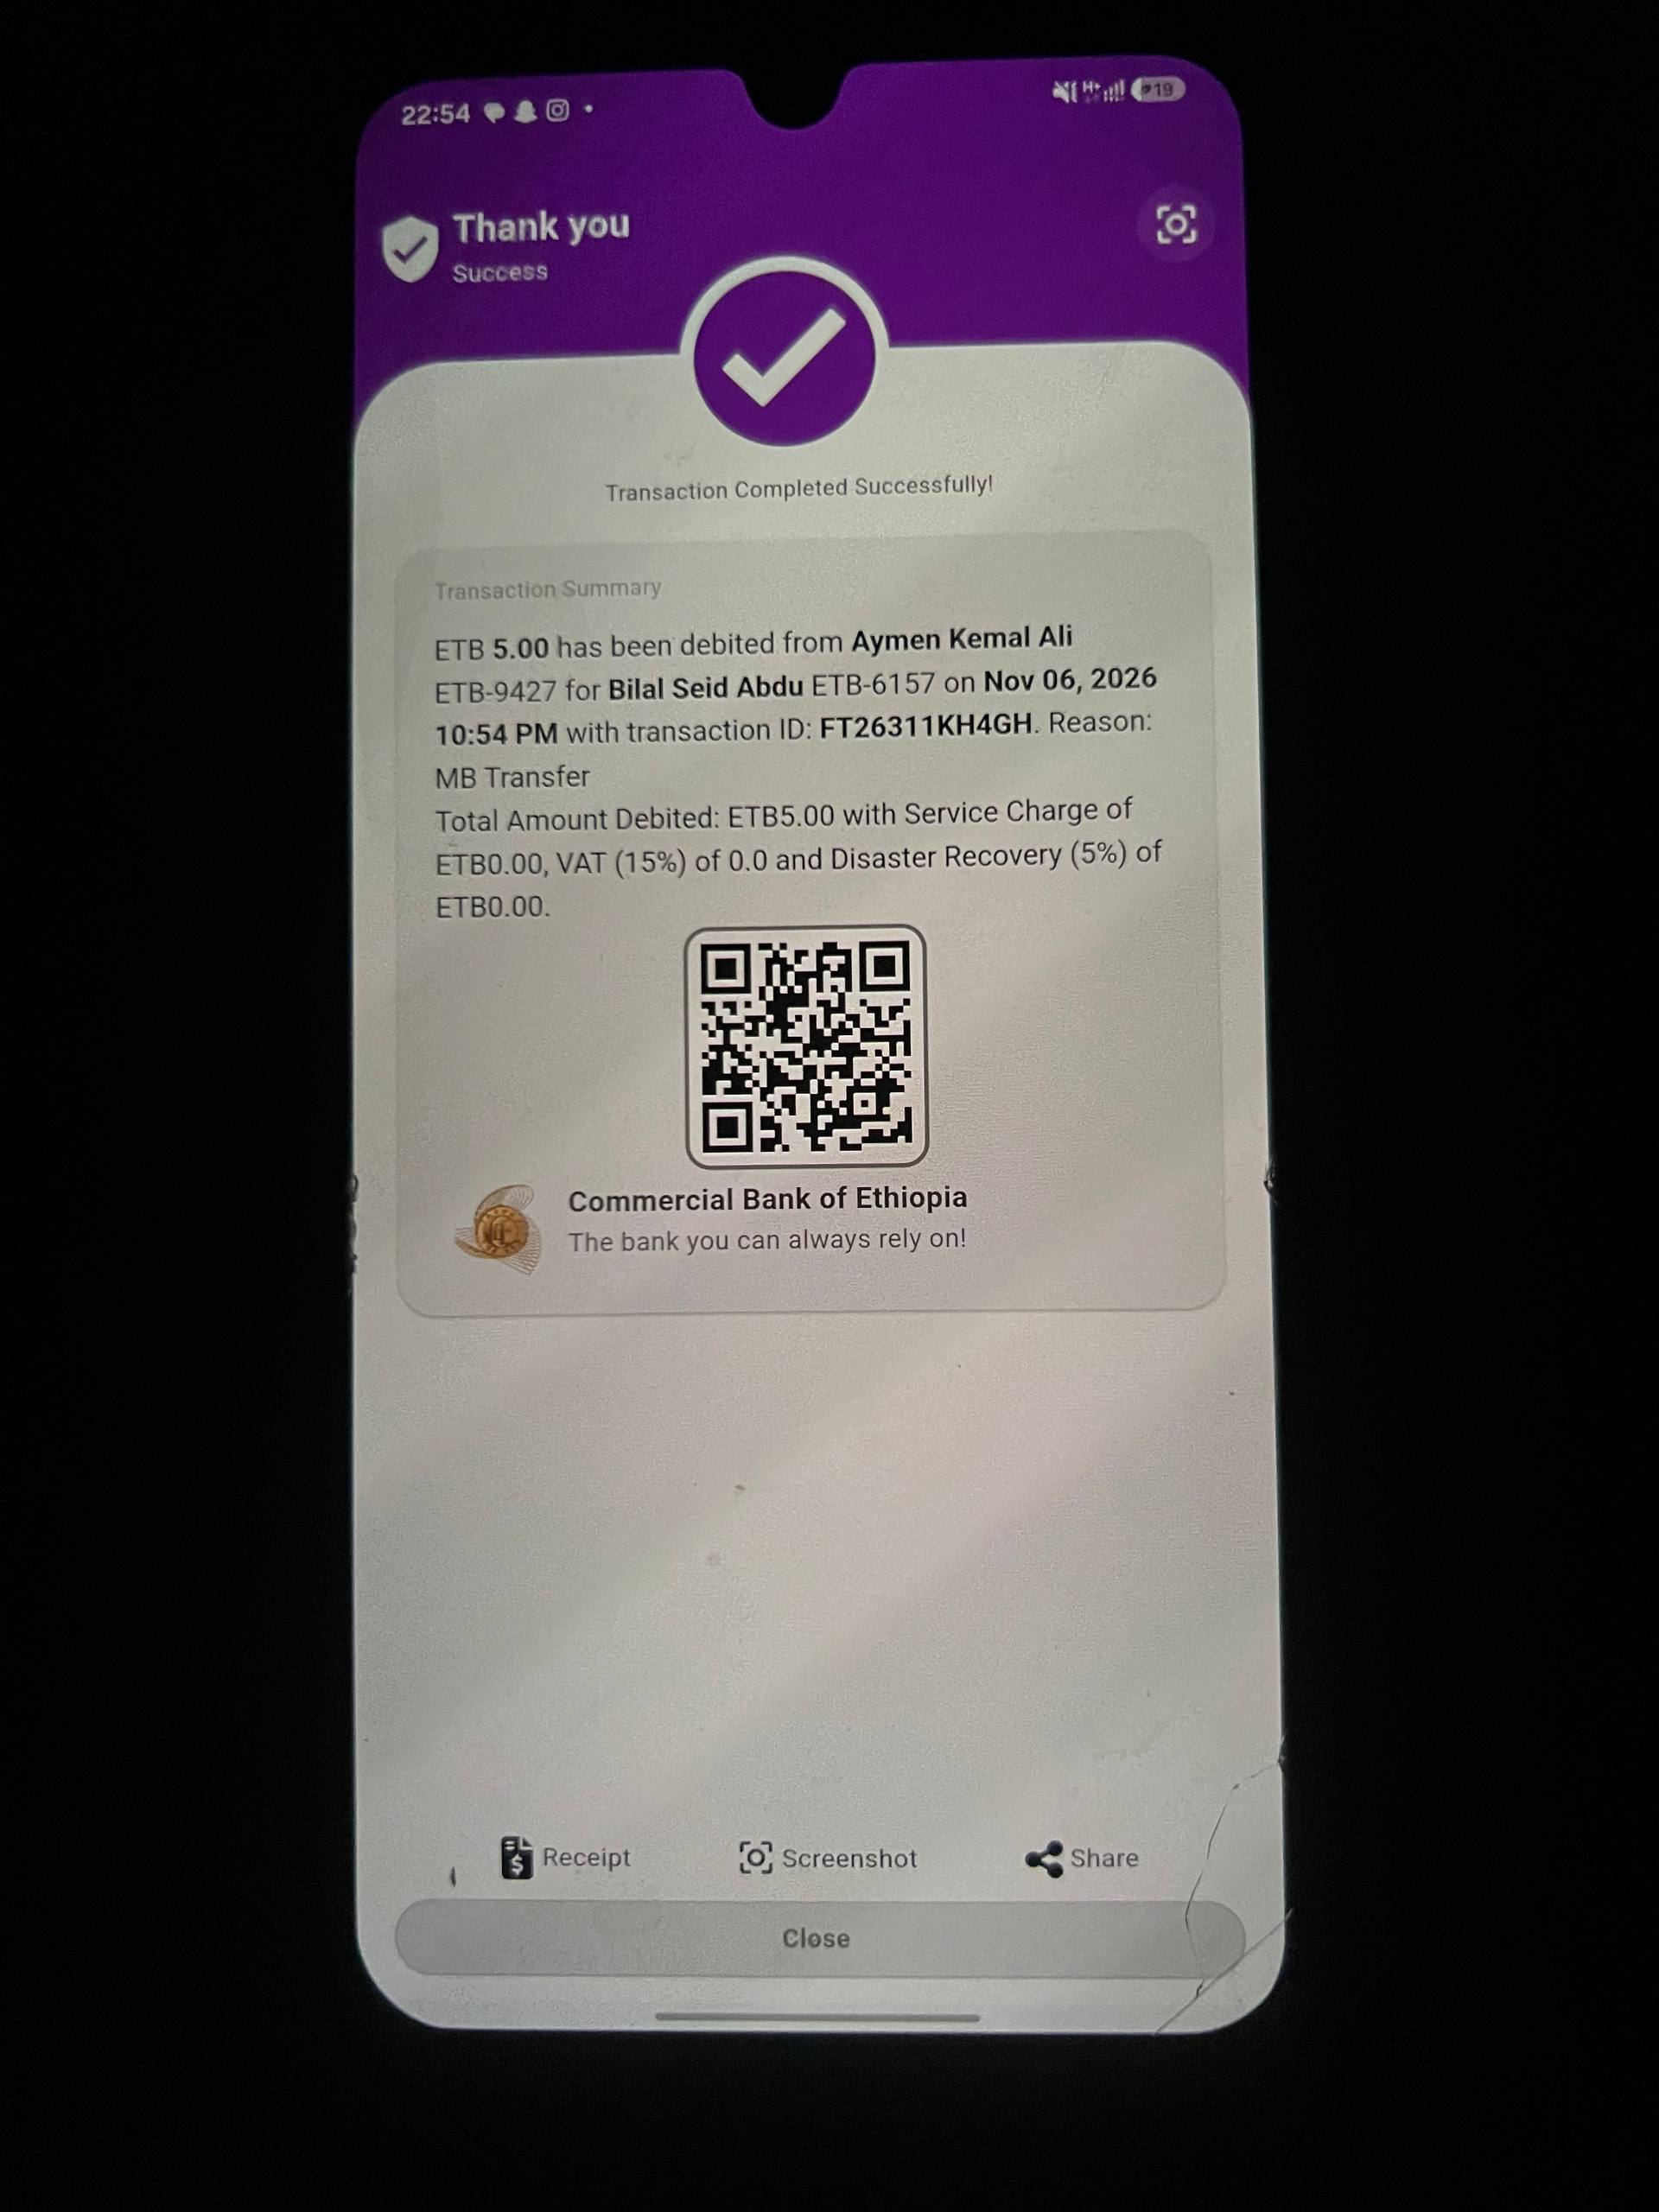 22:54
H+
19
Thank you
Success
Transaction Completed Successfully!
Transaction Summary
ETB 5.00 has been debited from Aymen Kemal Ali
ETB-9427 for Bilal Seid Abdu ETB-6157 on Nov 06, 2026
10:54 PM with transaction ID: FT26311KH4GH. Reason:
MB Transfer
Total Amount Debited: ETB5.00 with Service Charge of
ETB0.00, VAT (15%) of 0.0 and Disaster Recovery (5%) of
ETB0.00.
Commercial Bank of Ethiopia
The bank you can always rely on!
Receipt
Screenshot
Share
Close